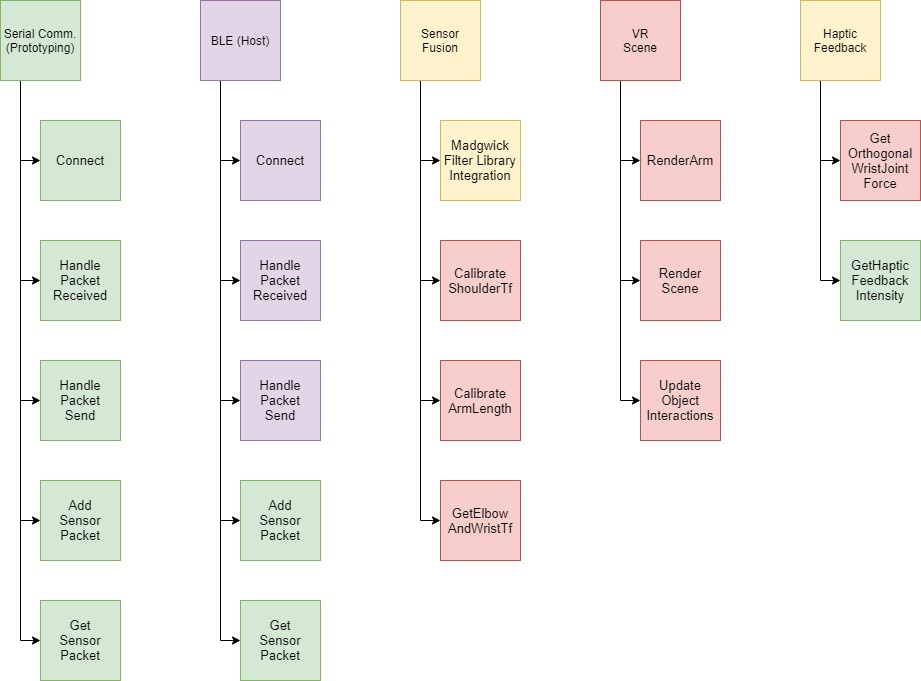 Serial Comm.
(Prototyping)
Connect
Handle
Packet
Received
Handle
Packet
Send
Add
Sensor
Packet
Get
Sensor
Packet
BLE (Host)
Connect
Handle
Packet
Received
Handle
Packet
Send
Add
Sensor
Packet
Get
Sensor
Packet
Sensor
Fusion
Madgwick
Filter Library
Integration
Calibrate
ShoulderTf
Calibrate
ArmLength
GetElbow
AndWristTf
VR
Scene
RenderArm
Render
Scene
Update
Object
Interactions
Haptic
Feedback
Get
Orthogonal
WristJoint
Force
GetHaptic
Feedback
Intensity